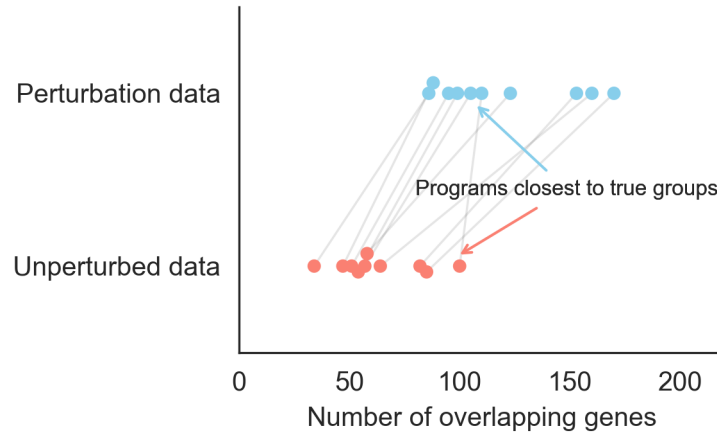 Perturbation data
Programs closest to true groups
Unperturbed data
0 50 100 150 200
Number of overlapping genes